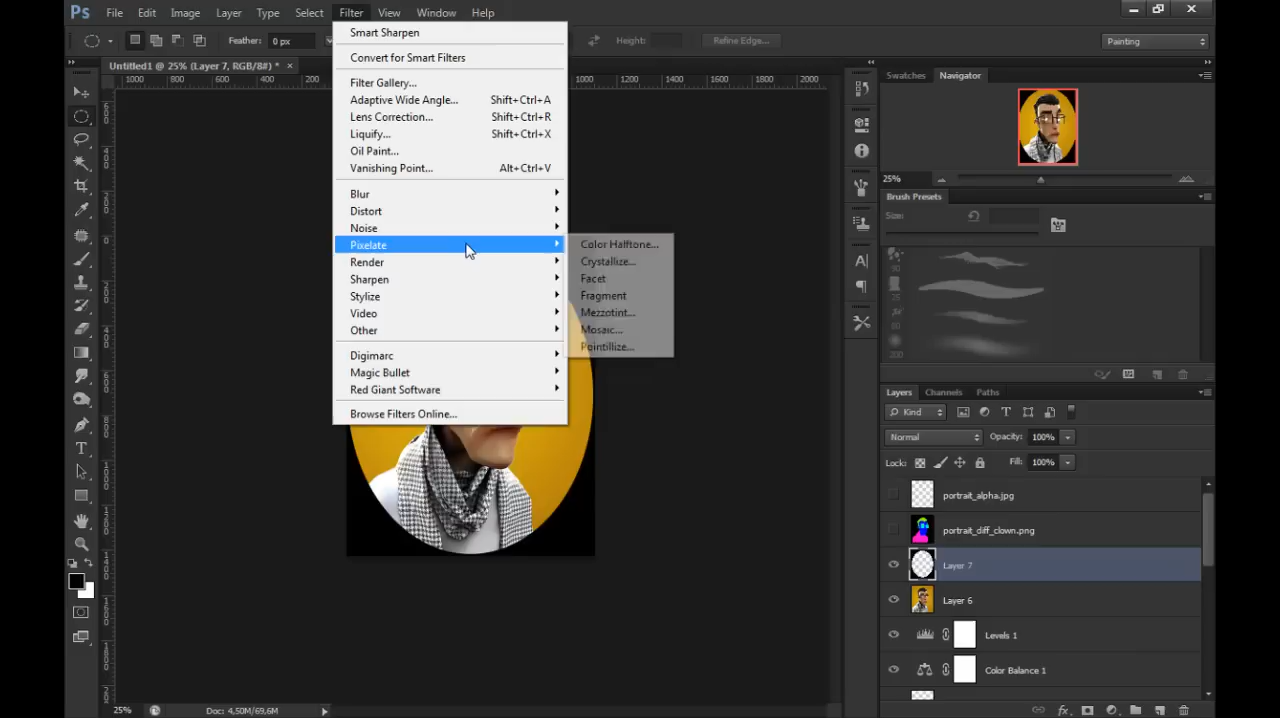 Ps File Edit Image Layer Type Select Filter View Window Help
Feather: 0 px Height: Refine Edge... Painting
Untitled1 @ 25% (Layer 7, RGB/8#) * ×
1000 800 600 400 200 1000 1200 1400 1600 1800 2000
Smart Sharpen
Convert for Smart Filters
Filter Gallery...
Adaptive Wide Angle... Shift+Ctrl+A
Lens Correction... Shift+Ctrl+R
Liquify... Shift+Ctrl+X
Oil Paint...
Vanishing Point... Alt+Ctrl+V
Blur
Distort
Noise
Pixelate
Render
Sharpen
Stylize
Video
Other
Digimarc
Magic Bullet
Red Giant Software
Browse Filters Online...
Color Halftone...
Crystallize...
Facet
Fragment
Mezzotint...
Mosaic...
Pointillize...
Swatches Navigator
25%
Brush Presets
Size:
90
25
200
Layers Channels Paths
Kind
Normal Opacity: 100%
Lock: Fill: 100%
portrait_alpha.jpg
portrait_diff_clown.png
Layer 7
Layer 6
Levels 1
Color Balance 1
25% Doc: 4,50M/69,6M